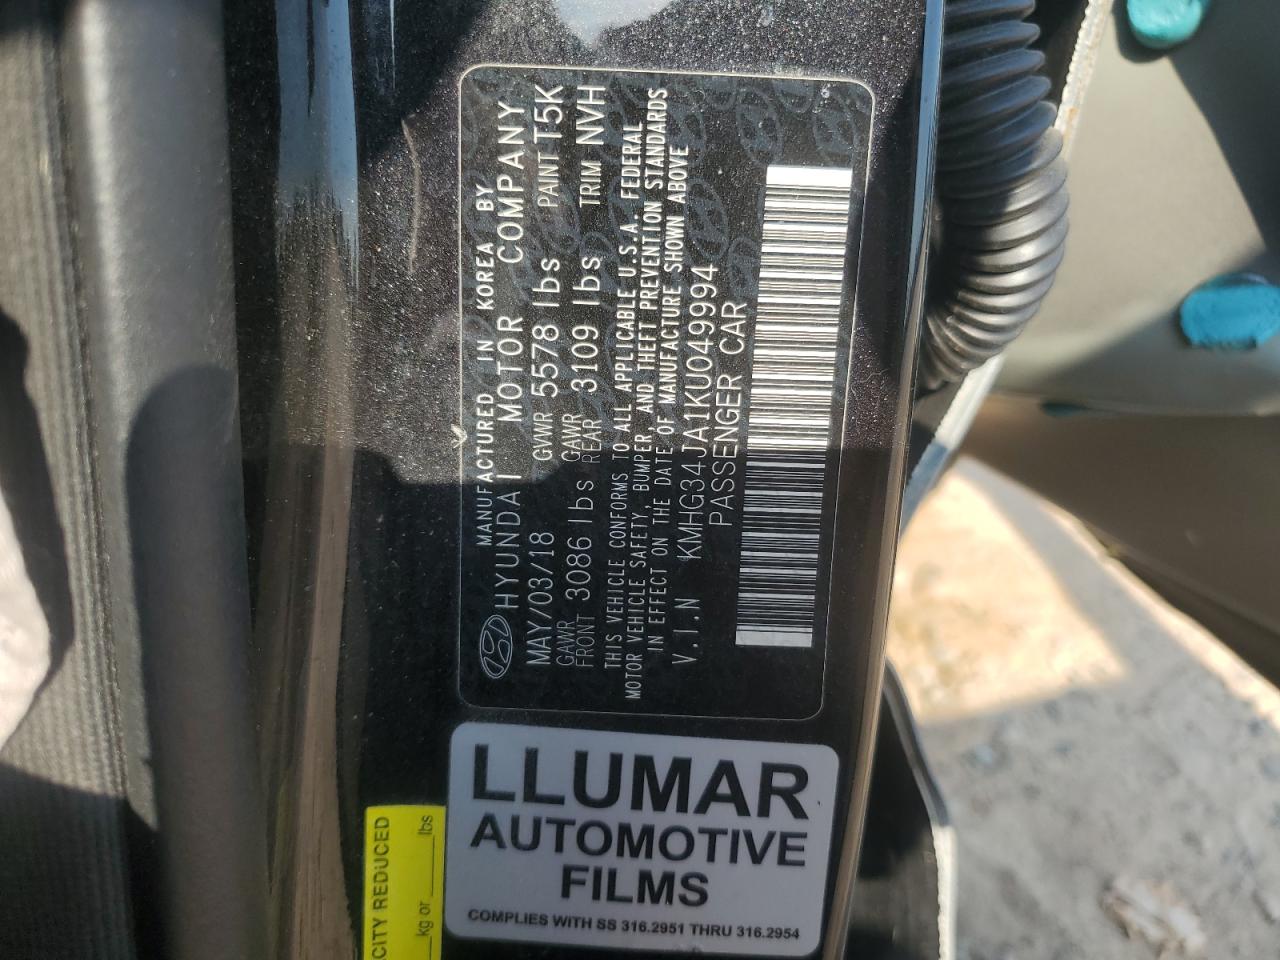 MANUFACTURED IN KOREA BY
HYUNDAI MOTOR COMPANY
MAY/03/18 GVWR 5578 lbs PAINT T5K
GAWR FRONT 3086 lbs GAWR REAR 3109 lbs TRIM NVH
THIS VEHICLE CONFORMS TO ALL APPLICABLE U.S.A. FEDERAL
MOTOR VEHICLE SAFETY, BUMPER, AND THEFT PREVENTION STANDARDS
IN EFFECT ON THE DATE OF MANUFACTURE SHOWN ABOVE
V.I.N KMHG34JA1KU049994
PASSENGER CAR
LLUMAR
AUTOMOTIVE
FILMS
COMPLIES WITH SS 316.2951 THRU 316.2954
CITY REDUCED
kg or lbs